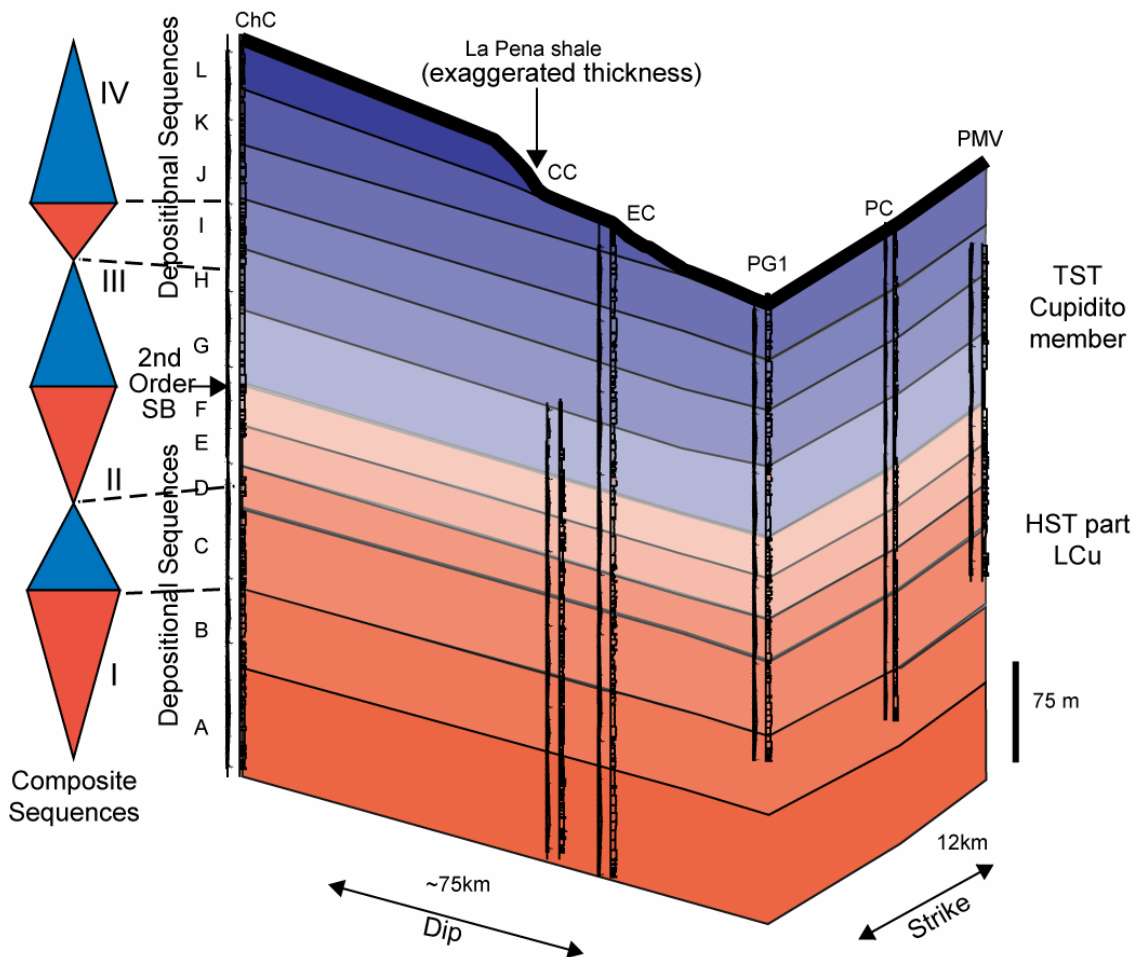 ChC
La Pena shale
(exaggerated thickness)
CC
EC
PG1
PC
PMV
IV
III
II
I
Composite
Sequences
Depositional Sequences
L
K
J
I
H
G
2nd
Order
SB
F
Depositional Sequences
E
D
C
B
A
TST
Cupidito
member
HST part
LCu
75 m
~75km
Dip
12km
Strike